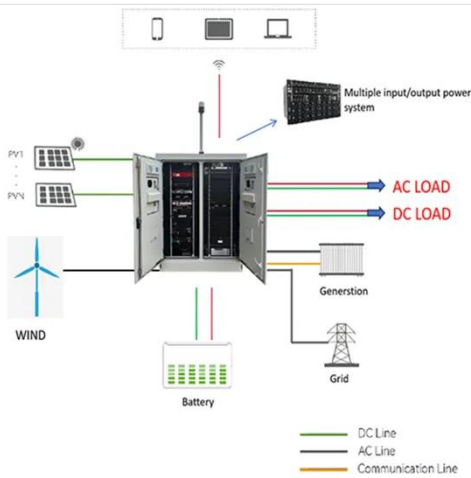 Multiple input/output power
system
PV1
PVN
AC LOAD
DC LOAD
Generstion
WIND
Grid
Battery
DC Line
AC Line
Communication Line